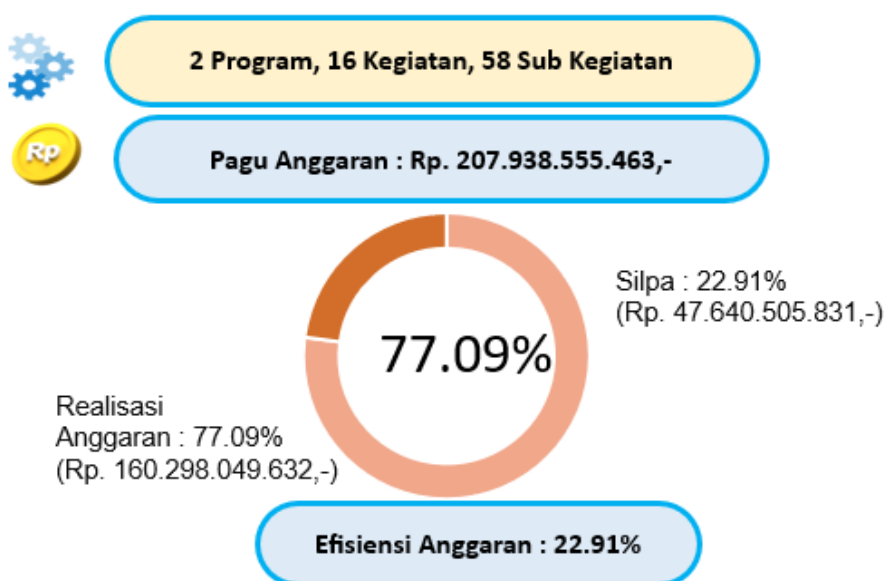 2 Program, 16 Kegiatan, 58 Sub Kegiatan
Rp
Pagu Anggaran : Rp. 207.938.555.463,-
Silpa : 22.91%
(Rp. 47.640.505.831,-)
77.09%
Realisasi
Anggaran : 77.09%
(Rp. 160.298.049.632,-)
Efisiensi Anggaran : 22.91%